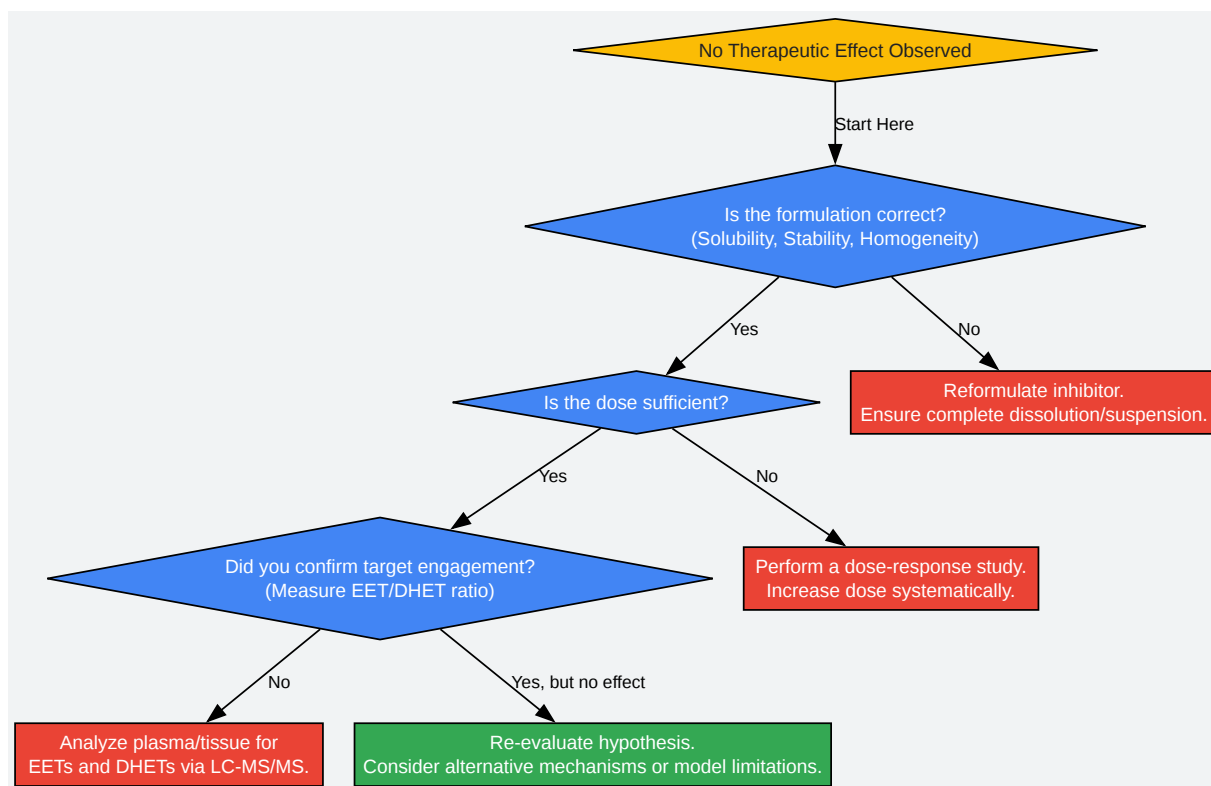 No Therapeutic Effect Observed
Start Here
Is the formulation correct?
(Solubility, Stability, Homogeneity)
Yes
No
Is the dose sufficient?
Reformulate inhibitor.
Ensure complete dissolution/suspension.
Yes
No
Did you confirm target engagement?
(Measure EET/DHET ratio)
Perform a dose-response study.
Increase dose systematically.
No
Yes, but no effect
Analyze plasma/tissue for
EETs and DHETs via LC-MS/MS.
Re-evaluate hypothesis.
Consider alternative mechanisms or model limitations.